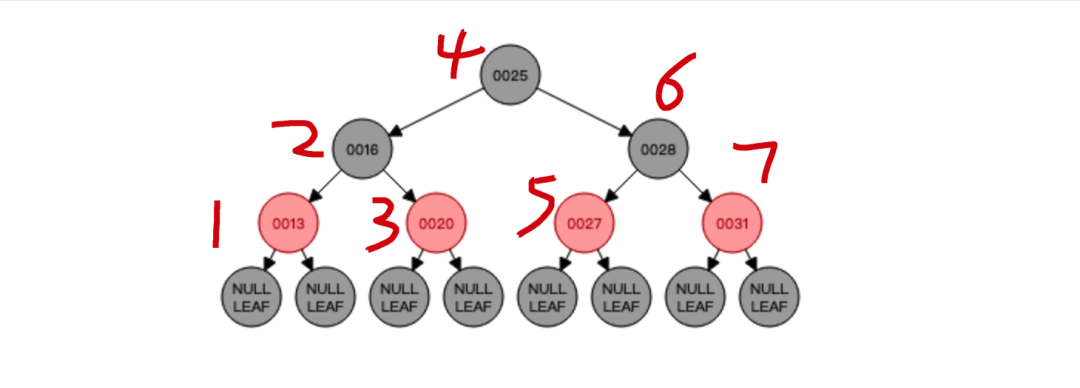 4 0025 6
2 0016 0028 7
1 0013 3 0020 5 0027 0031
NULL NULL NULL NULL NULL NULL NULL NULL
LEAF LEAF LEAF LEAF LEAF LEAF LEAF LEAF